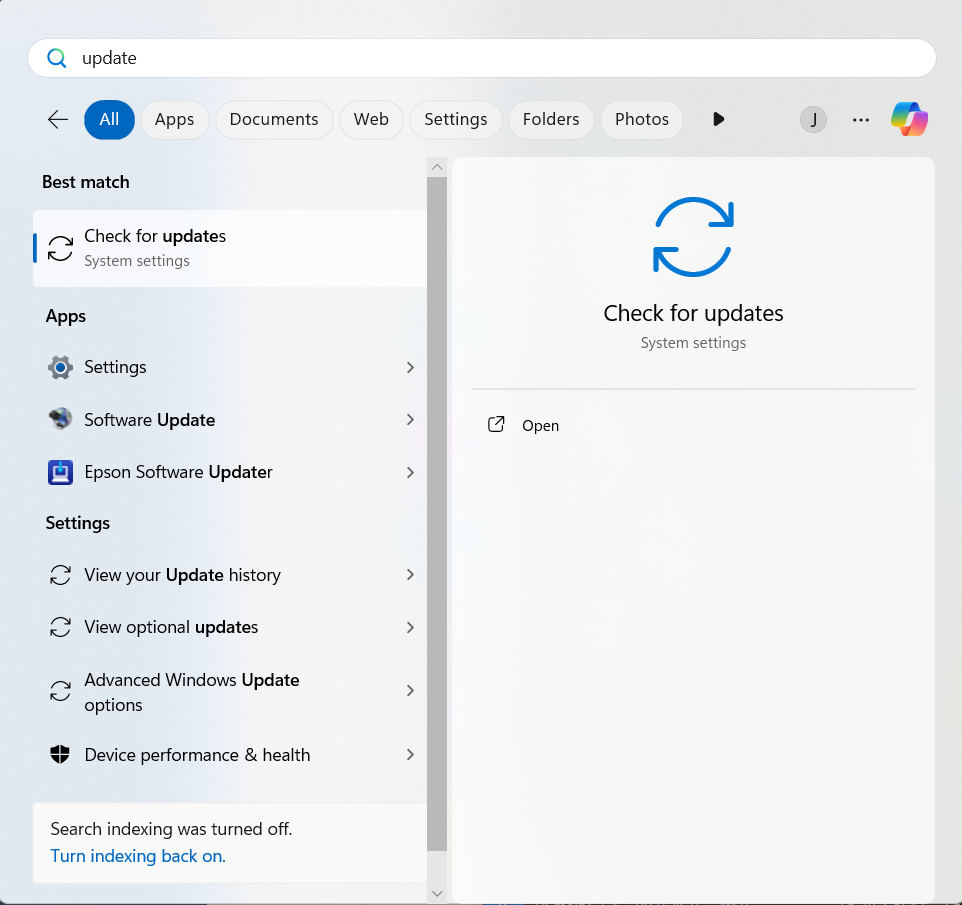 update
All
Apps
Documents
Web
Settings
Folders
Photos
J
Best match
Check for updates
System settings
Apps
Settings
Software Update
Epson Software Updater
Settings
View your Update history
View optional updates
Advanced Windows Update
options
Device performance & health
Search indexing was turned off.
Turn indexing back on.
Check for updates
System settings
Open